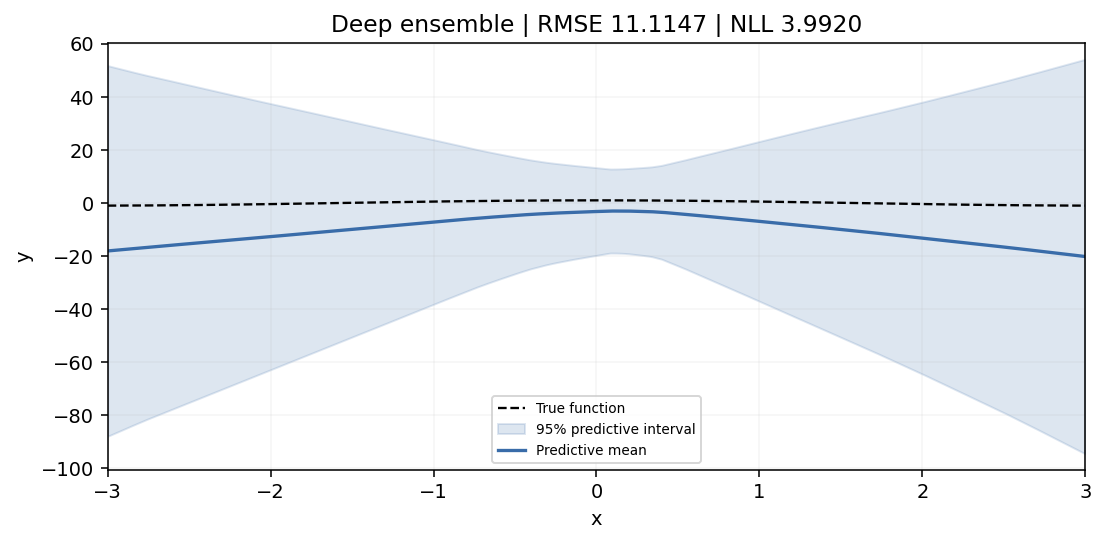 Deep ensemble | RMSE 11.1147 | NLL 3.9920
60
40
20
0
−20
−40
−60
−80
−100
y
True function
95% predictive interval
Predictive mean
−3 −2 −1 0 1 2 3
x